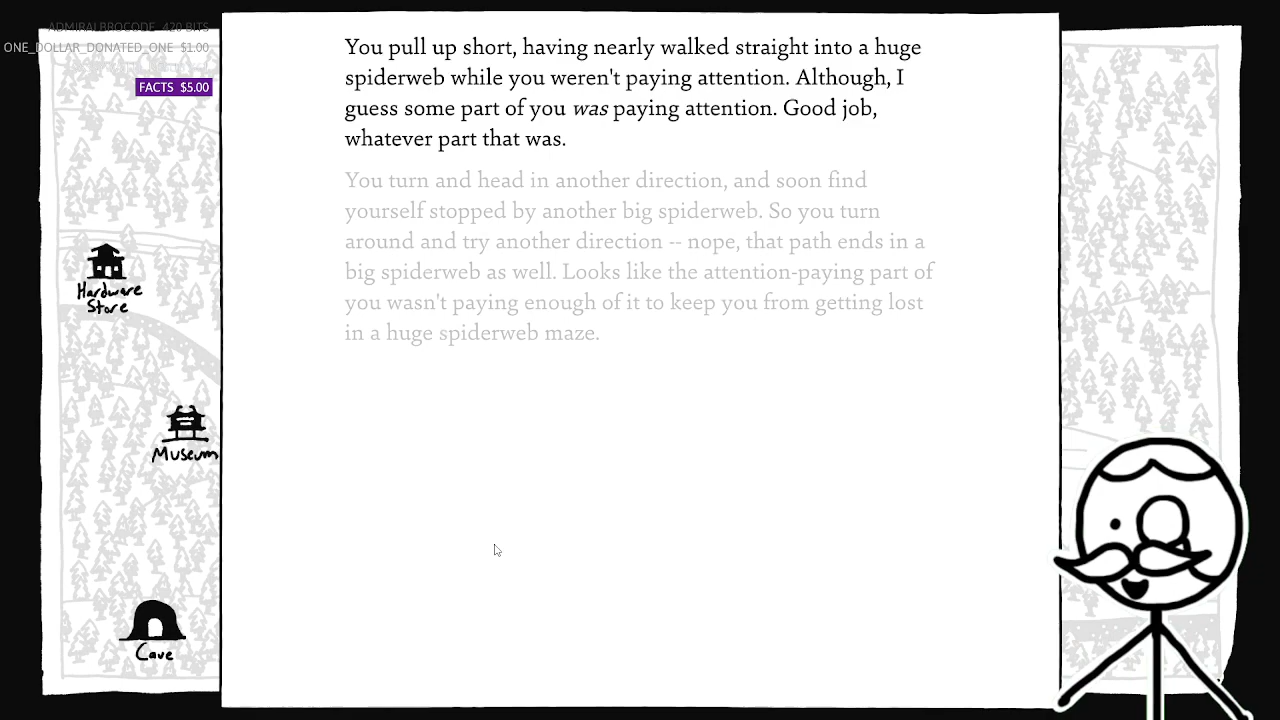 ADMIRALBROCODE 420 BITS
ONE_DOLLAR_DONATED_ONE $1.00
FACTS $5.00
You pull up short, having nearly walked straight into a huge
spiderweb while you weren't paying attention. Although, I
guess some part of you was paying attention. Good job,
whatever part that was.
You turn and head in another direction, and soon find
yourself stopped by another big spiderweb. So you turn
around and try another direction -- nope, that path ends in a
big spiderweb as well. Looks like the attention-paying part of
you wasn't paying enough of it to keep you from getting lost
in a huge spiderweb maze.
Hardware
Store
Museum
Cave